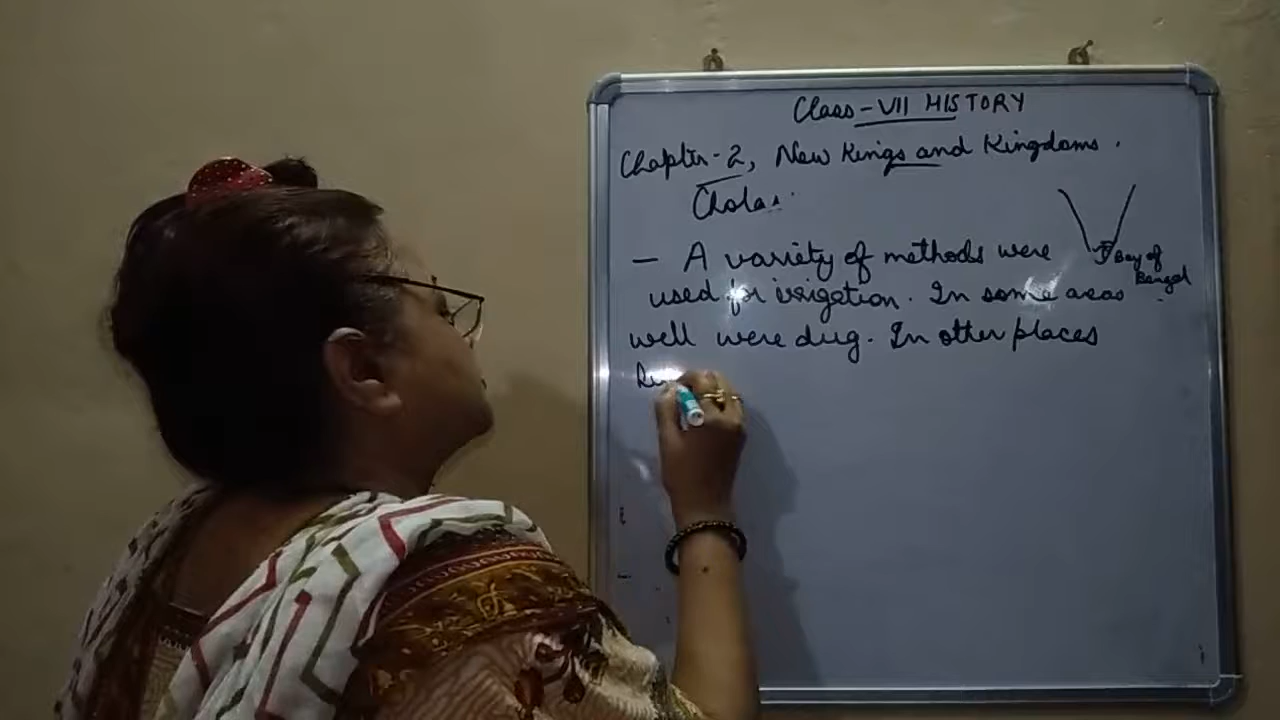 Class - VII HISTORY
Chapter - 2, New Kings and Kingdoms.
Cholas.
— A variety of methods were
Bay of
Bengal
used for irrigation. In some areas
well were dug. In other places